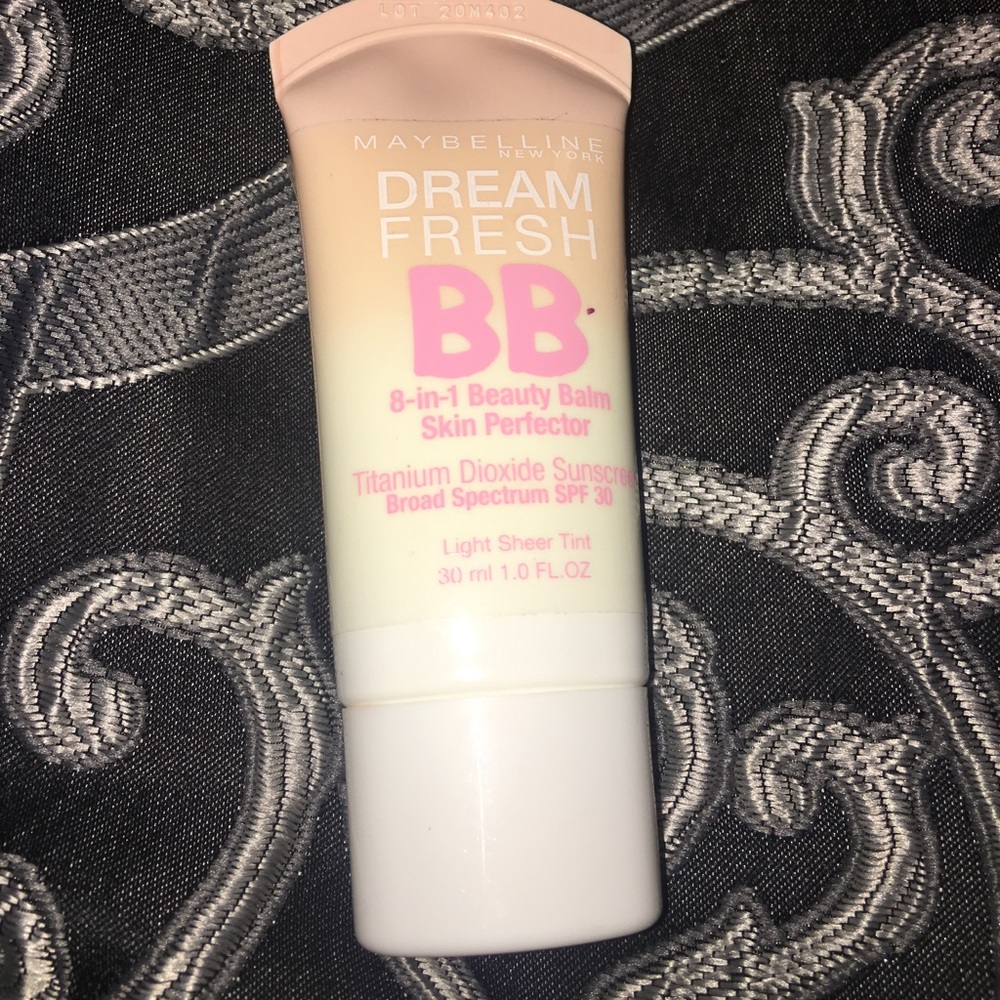 LOT 20M402
MAYBELLINE
NEW YORK
DREAM
FRESH
BB
8-in-1 Beauty Balm
Skin Perfector
Titanium Dioxide Sunscreen
Broad Spectrum SPF 30
Light Sheer Tint
30 ml 1.0 FL.OZ